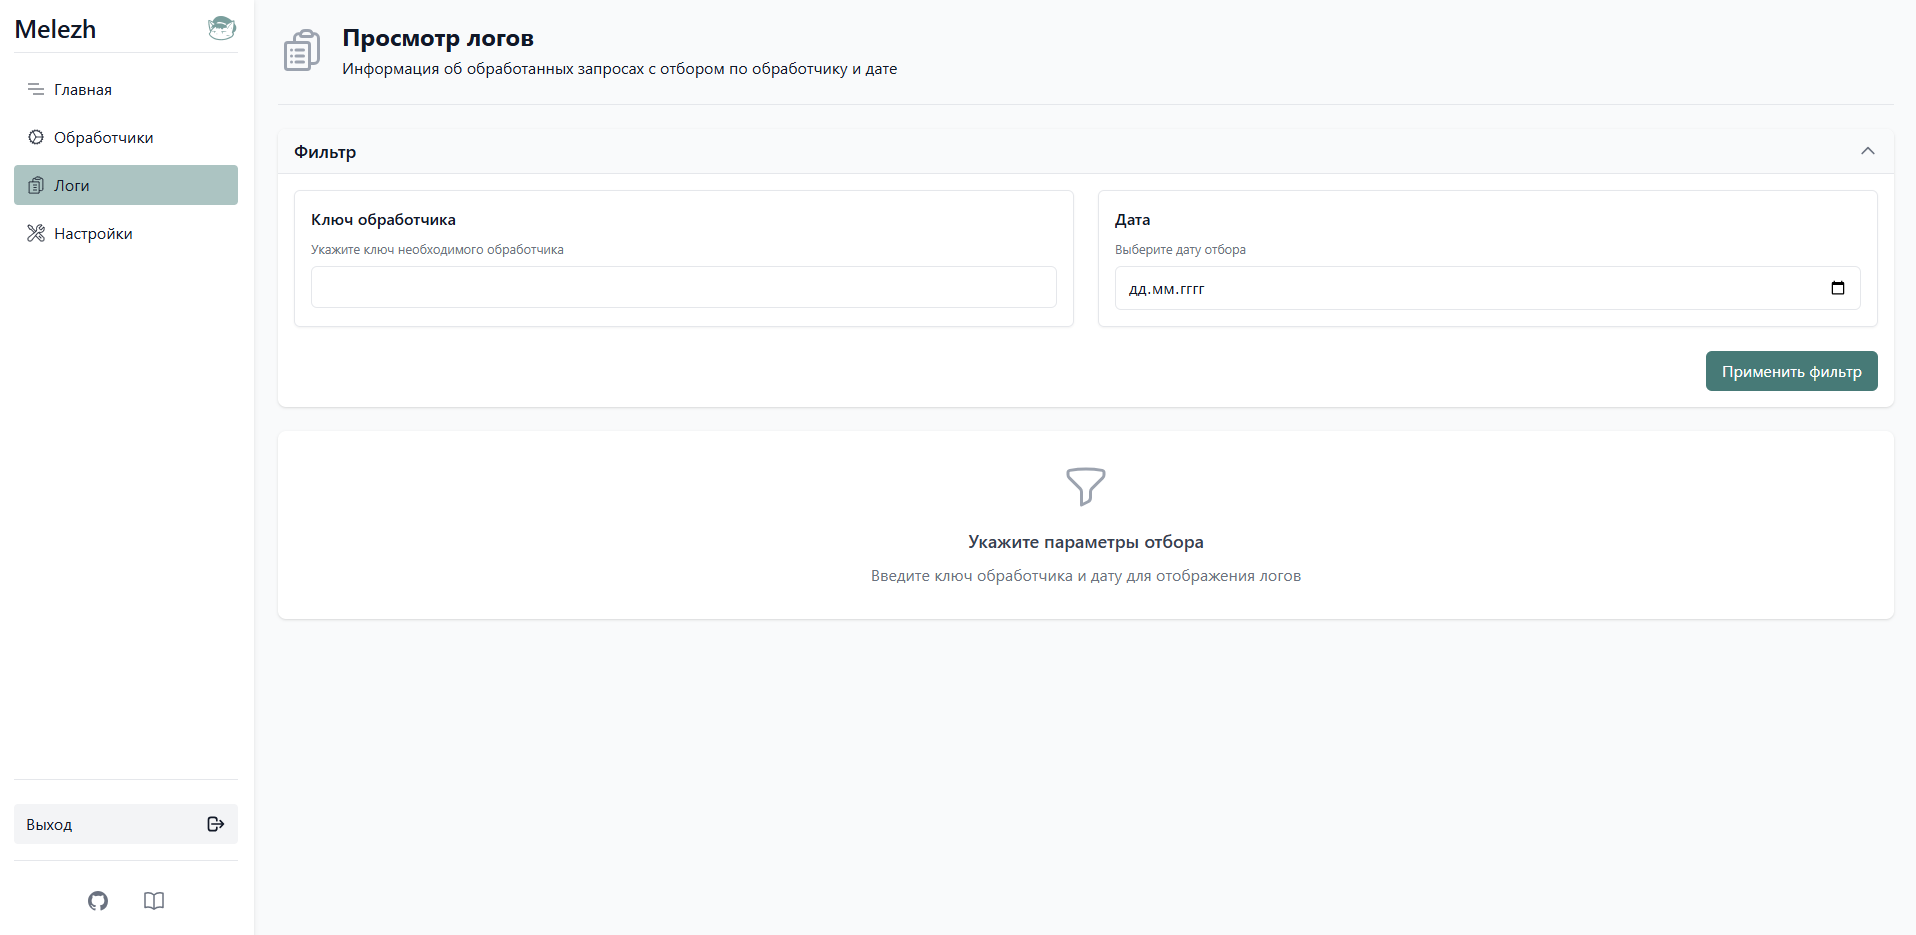 Melezh
Главная
Обработчики
Логи
Настройки
Выход
Просмотр логов
Информация об обработанных запросах с отбором по обработчику и дате
Фильтр
Ключ обработчика
Укажите ключ необходимого обработчика
Дата
Выберите дату отбора
дд.мм.гггг
Применить фильтр
Укажите параметры отбора
Введите ключ обработчика и дату для отображения логов